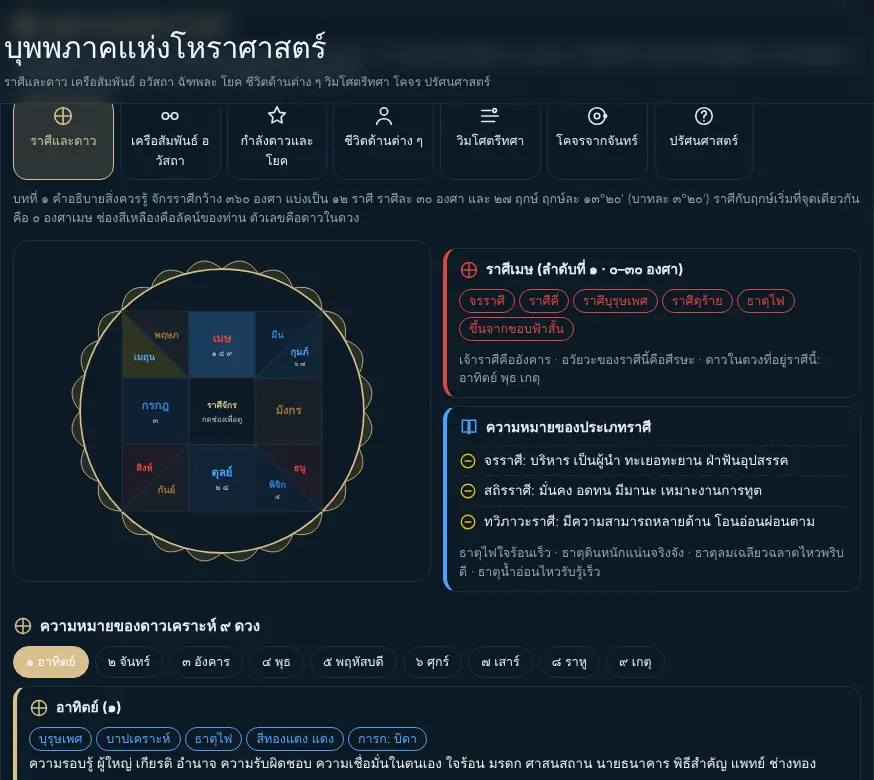 บุพพภาคแห่งโหราศาสตร์
ราศีและดาว เครือสัมพันธ์ อวัสถา ฉัฑพละ โยค ชีวิตด้านต่าง ๆ วิมโศตรีทศา โคจร ปรัศนศาสตร์
ราศีและดาว
เครือสัมพันธ์ อ
วัสถา
กำลังดาวและ
โยค
ชีวิตด้านต่าง ๆ
วิมโศตรีทศา
โคจรจากจันทร์
ปรัศนศาสตร์
บทที่ ๑ คำอธิบายสิ่งควรรู้ จักรราศีกว้าง ๓๖๐ องศา แบ่งเป็น ๑๒ ราศี ราศีละ ๓๐ องศา และ ๒๗ ฤกษ์ ฤกษ์ละ ๑๓°๒๐' (บาทละ ๓°๒๐') ราศีกับฤกษ์เริ่มที่จุดเดียวกัน
คือ ๐ องศาเมษ ช่องสีเหลืองคือลัคน์ของท่าน ตัวเลขคือดาวในดวง
พฤษภ
เมถุน
เมษ
๑ ๔ ๙
มีน
กุมภ์
๖ ๗
กรกฎ
๓
ราศีจักร
กดช่องเพื่อดู
มังกร
สิงห์
กันย์
ตุลย์
๒ ๘
ธนู
พิจิก
๕
ราศีเมษ (ลำดับที่ ๑ · ๐–๓๐ องศา)
จรราศี
ราศีคี่
ราศีบุรุษเพศ
ราศีดุร้าย
ธาตุไฟ
ขึ้นจากขอบฟ้าสั้น
เจ้าราศีคืออังคาร · อวัยวะของราศีนี้คือศีรษะ · ดาวในดวงที่อยู่ราศีนี้:
อาทิตย์ พุธ เกตุ
ความหมายของประเภทราศี
จรราศี: บริหาร เป็นผู้นำ ทะเยอทะยาน ฝ่าฟันอุปสรรค
สถิรราศี: มั่นคง อดทน มีมานะ เหมาะงานการทูต
ทวิภาวะราศี: มีความสามารถหลายด้าน โอนอ่อนผ่อนตาม
ธาตุไฟใจร้อนเร็ว · ธาตุดินหนักแน่นจริงจัง · ธาตุลมเฉลียวฉลาดไหวพริบ
ดี · ธาตุน้ำอ่อนไหวรับรู้เร็ว
ความหมายของดาวเคราะห์ ๙ ดวง
๑ อาทิตย์
๒ จันทร์
๓ อังคาร
๔ พุธ
๕ พฤหัสบดี
๖ ศุกร์
๗ เสาร์
๘ ราหู
๙ เกตุ
อาทิตย์ (๑)
บุรุษเพศ
บาปเคราะห์
ธาตุไฟ
สีทองแดง แดง
การก: บิดา
ความรอบรู้ ผู้ใหญ่ เกียรติ อำนาจ ความรับผิดชอบ ความเชื่อมั่นในตนเอง ใจร้อน มรดก ศาสนสถาน นายธนาคาร พิธีสำคัญ แพทย์ ช่างทอง